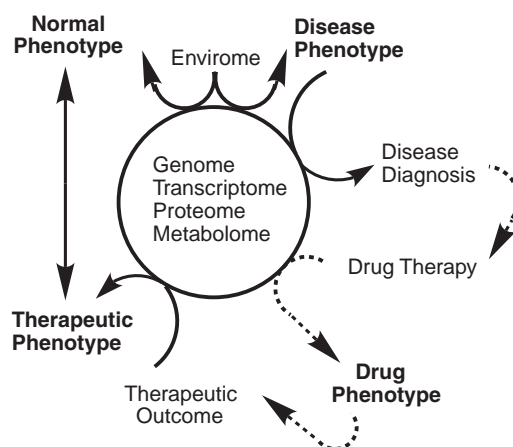 Normal
Phenotype
Envirome
Disease
Phenotype
Genome
Transcriptome
Proteome
Metabolome
Disease
Diagnosis
Drug Therapy
Therapeutic
Phenotype
Drug
Phenotype
Therapeutic
Outcome